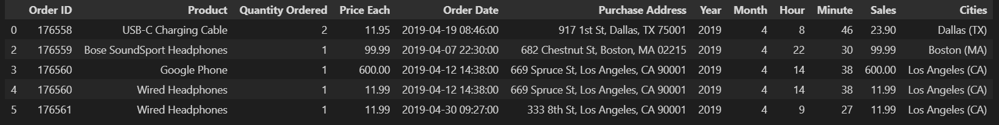 Order ID Product Quantity Ordered Price Each Order Date Purchase Address Year Month Hour Minute Sales Cities
0 176558 USB-C Charging Cable 2 11.95 2019-04-19 08:46:00 917 1st St, Dallas, TX 75001 2019 4 8 46 23.90 Dallas (TX)
2 176559 Bose SoundSport Headphones 1 99.99 2019-04-07 22:30:00 682 Chestnut St, Boston, MA 02215 2019 4 22 30 99.99 Boston (MA)
3 176560 Google Phone 1 600.00 2019-04-12 14:38:00 669 Spruce St, Los Angeles, CA 90001 2019 4 14 38 600.00 Los Angeles (CA)
4 176560 Wired Headphones 1 11.99 2019-04-12 14:38:00 669 Spruce St, Los Angeles, CA 90001 2019 4 14 38 11.99 Los Angeles (CA)
5 176561 Wired Headphones 1 11.99 2019-04-30 09:27:00 333 8th St, Los Angeles, CA 90001 2019 4 9 27 11.99 Los Angeles (CA)